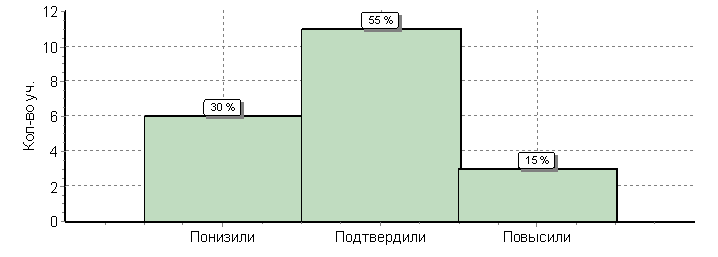 12
10
8
6
4
2
0
Кол-во уч.
30 %
55 %
15 %
Понизили
Подтвердили
Повысили